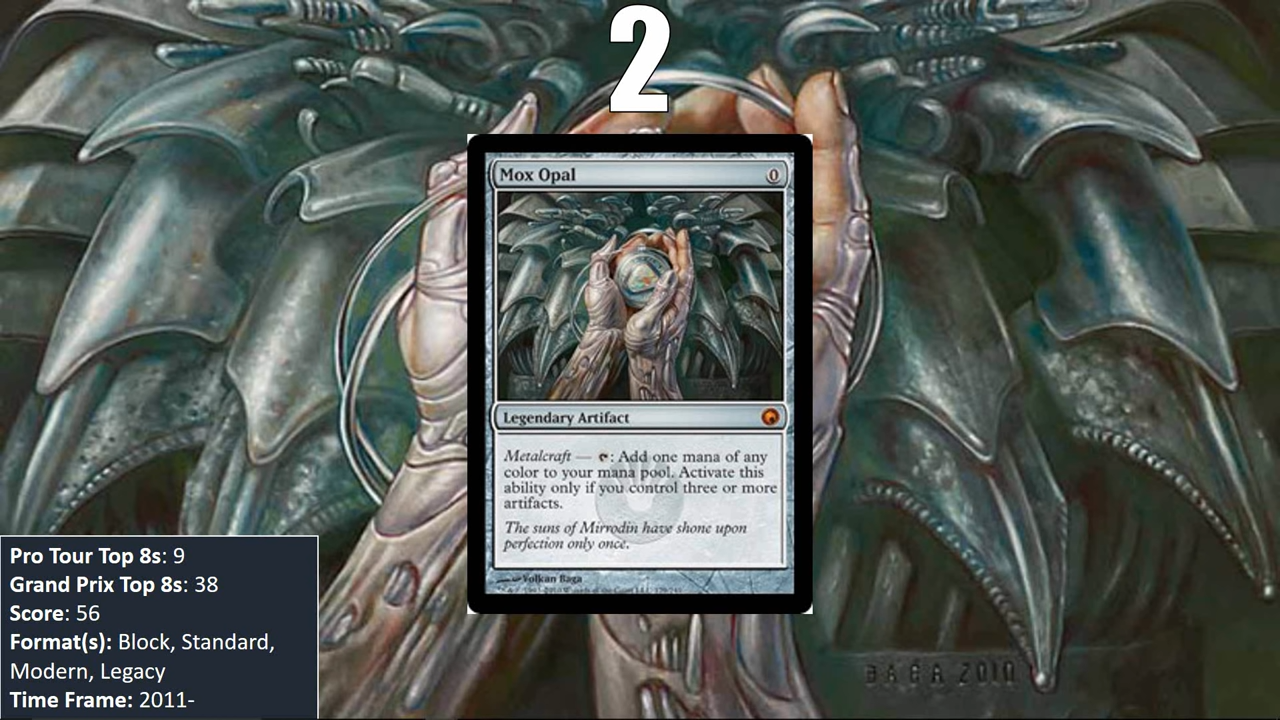 2
Mox Opal 0
Legendary Artifact
Metalcraft — : Add one mana of any
color to your mana pool. Activate this
ability only if you control three or more
artifacts.
The suns of Mirrodin have shone upon
perfection only once.
Volkan Baga
Pro Tour Top 8s: 9
Grand Prix Top 8s: 38
Score: 56
Format(s): Block, Standard,
Modern, Legacy
Time Frame: 2011-
BAGA 2010